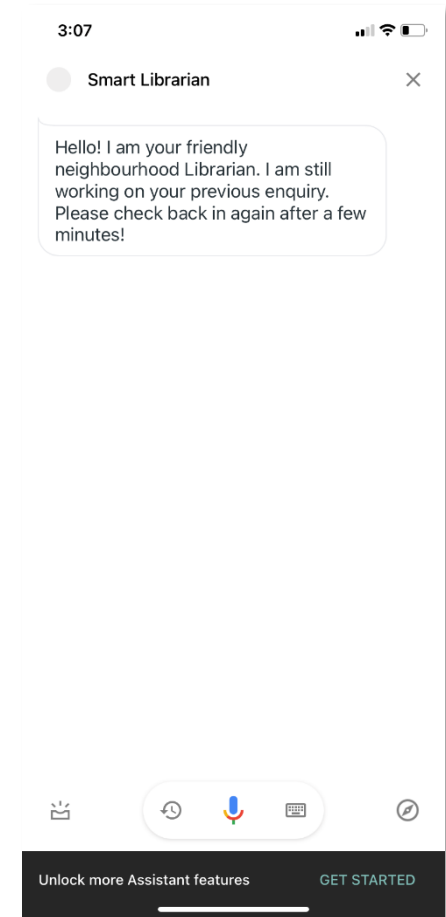 3:07
Smart Librarian
Hello! I am your friendly
neighbourhood Librarian. I am still
working on your previous enquiry.
Please check back in again after a few
minutes!
Unlock more Assistant features GET STARTED